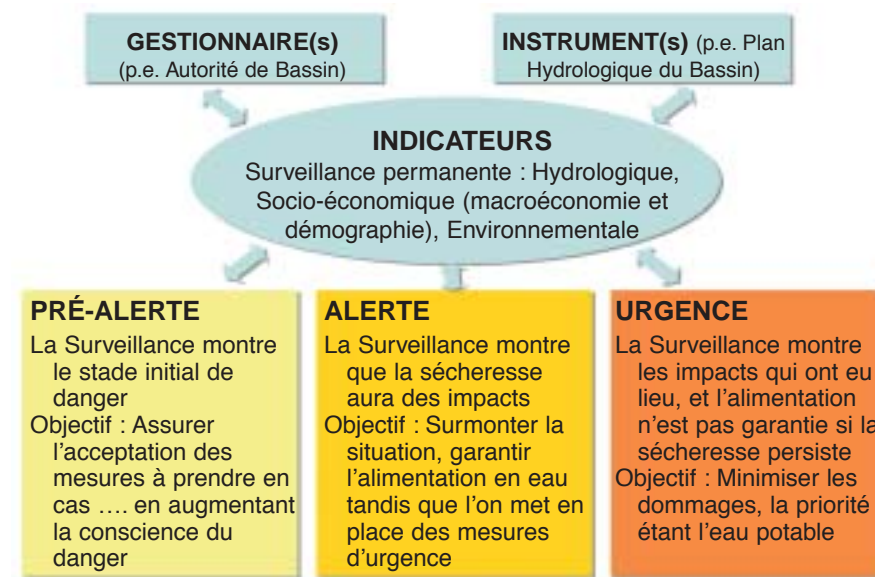 GESTIONNAIRE(s)
(p.e. Autorité de Bassin)
INSTRUMENT(s) (p.e. Plan
Hydrologique du Bassin)
INDICATEURS
Surveillance permanente : Hydrologique,
Socio-économique (macroéconomie et
démographie), Environnementale
PRÉ-ALERTE
La Surveillance montre
le stade initial de
danger
Objectif : Assurer
l'acceptation des
mesures à prendre en
cas .... en augmentant
la conscience du
danger
ALERTE
La Surveillance montre
que la sécheresse
aura des impacts
Objectif : Surmonter la
situation, garantir
l'alimentation en eau
tandis que l'on met en
place des mesures
d'urgence
URGENCE
La Surveillance montre
les impacts qui ont eu
lieu, et l'alimentation
n'est pas garantie si la
sécheresse persiste
Objectif : Minimiser les
dommages, la priorité
étant l'eau potable